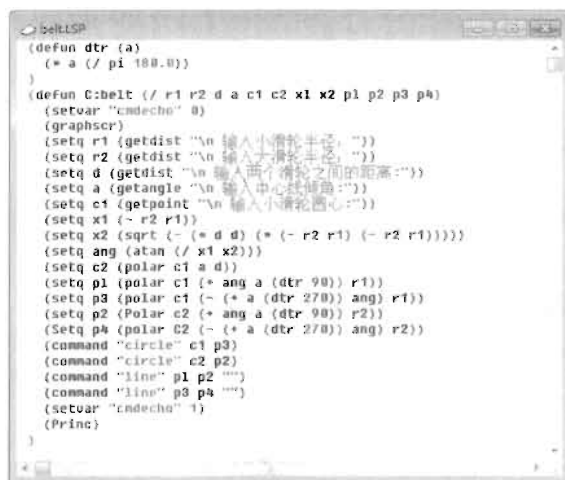 belt.LSP
(defun dtr (a)
(* a (/ pi 180.0))
)
(defun C:belt (/ r1 r2 d a c1 c2 x1 x2 p1 p2 p3 p4)
(setvar "cmdecho" 0)
(graphscr)
(setq r1 (getdist "\n 输入小滑轮半径:"))
(setq r2 (getdist "\n 输入大滑轮半径:"))
(setq d (getdist "\n 输入两个滑轮之间的距离:"))
(setq a (getangle "\n 输入中心线倾角:"))
(setq c1 (getpoint "\n 输入小滑轮圆心:"))
(setq x1 (- r2 r1))
(setq x2 (sqrt (- (* d d) (* (- r2 r1) (- r2 r1)))))
(setq ang (atan (/ x1 x2)))
(setq c2 (polar c1 a d))
(setq p1 (polar c1 (+ ang a (dtr 90)) r1))
(setq p3 (polar c1 (- (+ a (dtr 270)) ang) r1))
(setq p2 (Polar c2 (+ ang a (dtr 90)) r2))
(Setq p4 (polar C2 (- (+ a (dtr 270)) ang) r2))
(command "circle" c1 p3)
(command "circle" c2 p2)
(command "line" p1 p2 "")
(command "line" p3 p4 "")
(setvar "cmdecho" 1)
(Princ)
)